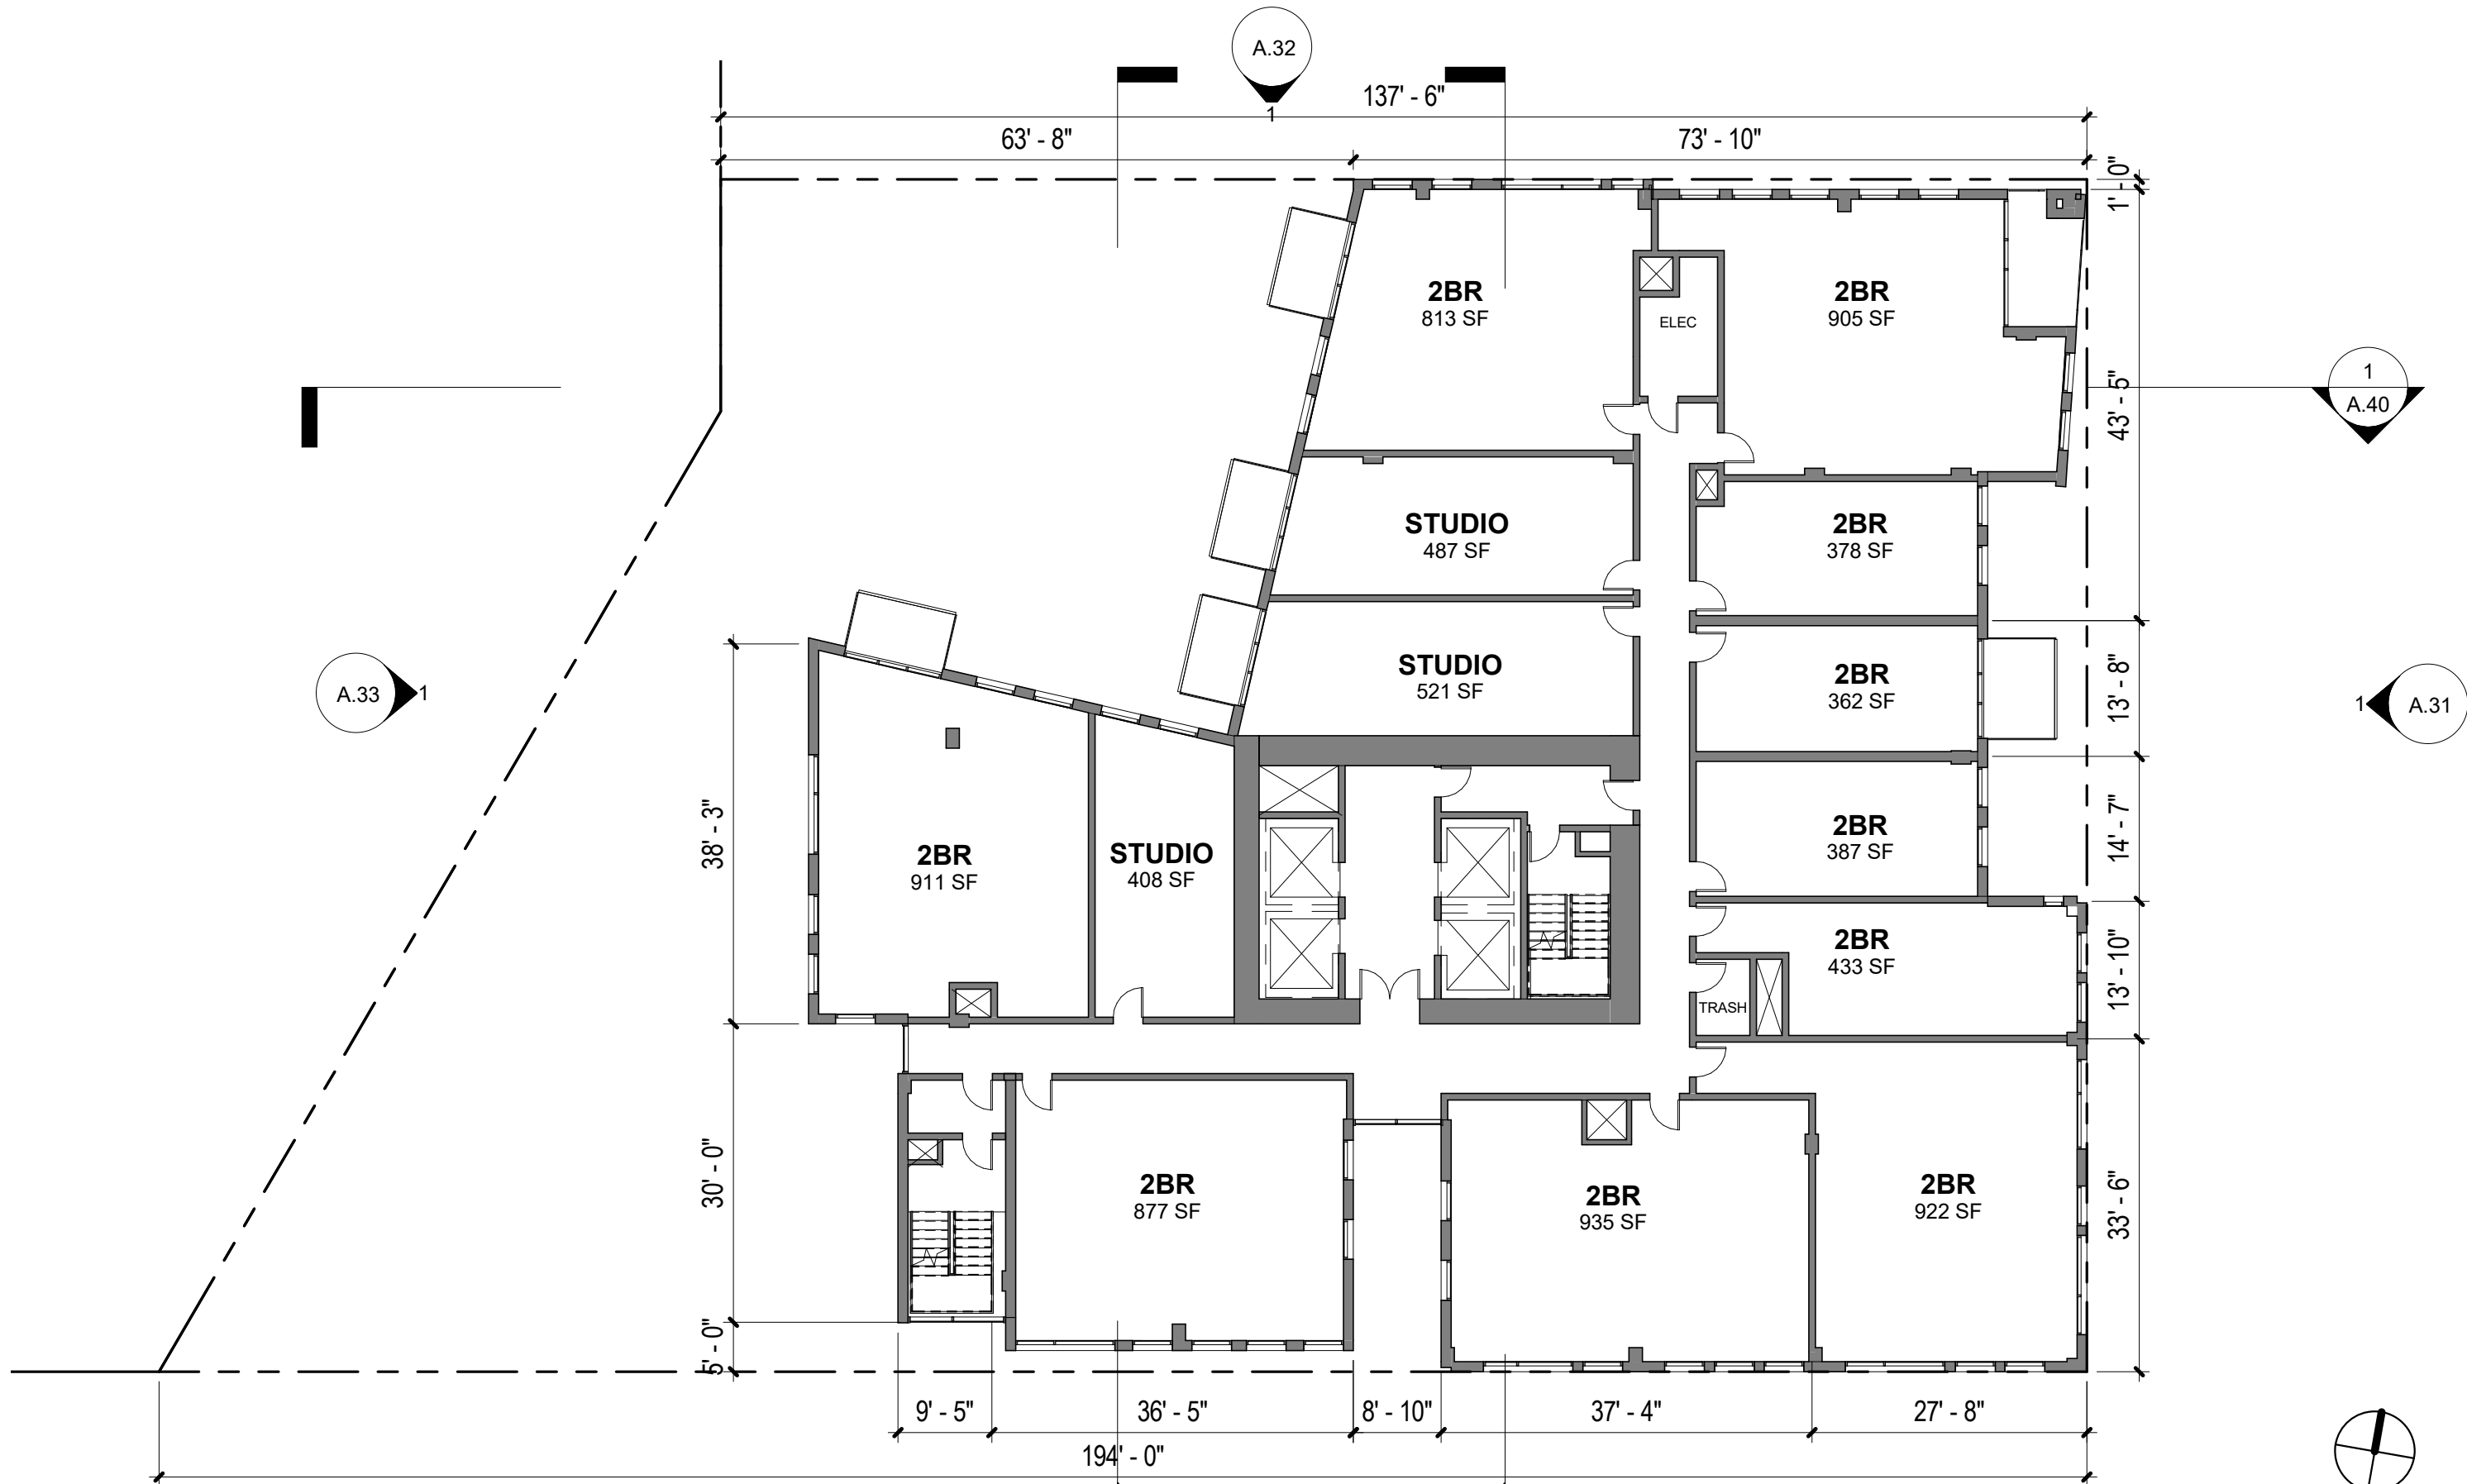 A.32
1
137' - 6"
63' - 8"
73' - 10"
1' - 0"
2BR
813 SF
ELEC
2BR
905 SF
43' - 5"
1
A.40
STUDIO
487 SF
2BR
378 SF
STUDIO
521 SF
2BR
362 SF
13' - 8"
A.33
1
1
A.31
38' - 3"
2BR
911 SF
STUDIO
408 SF
2BR
387 SF
14' - 7"
2BR
433 SF
13' - 10"
TRASH
30' - 0"
2BR
877 SF
2BR
935 SF
2BR
922 SF
33' - 6"
5' - 0"
9' - 5"
36' - 5"
8' - 10"
37' - 4"
27' - 8"
194' - 0"